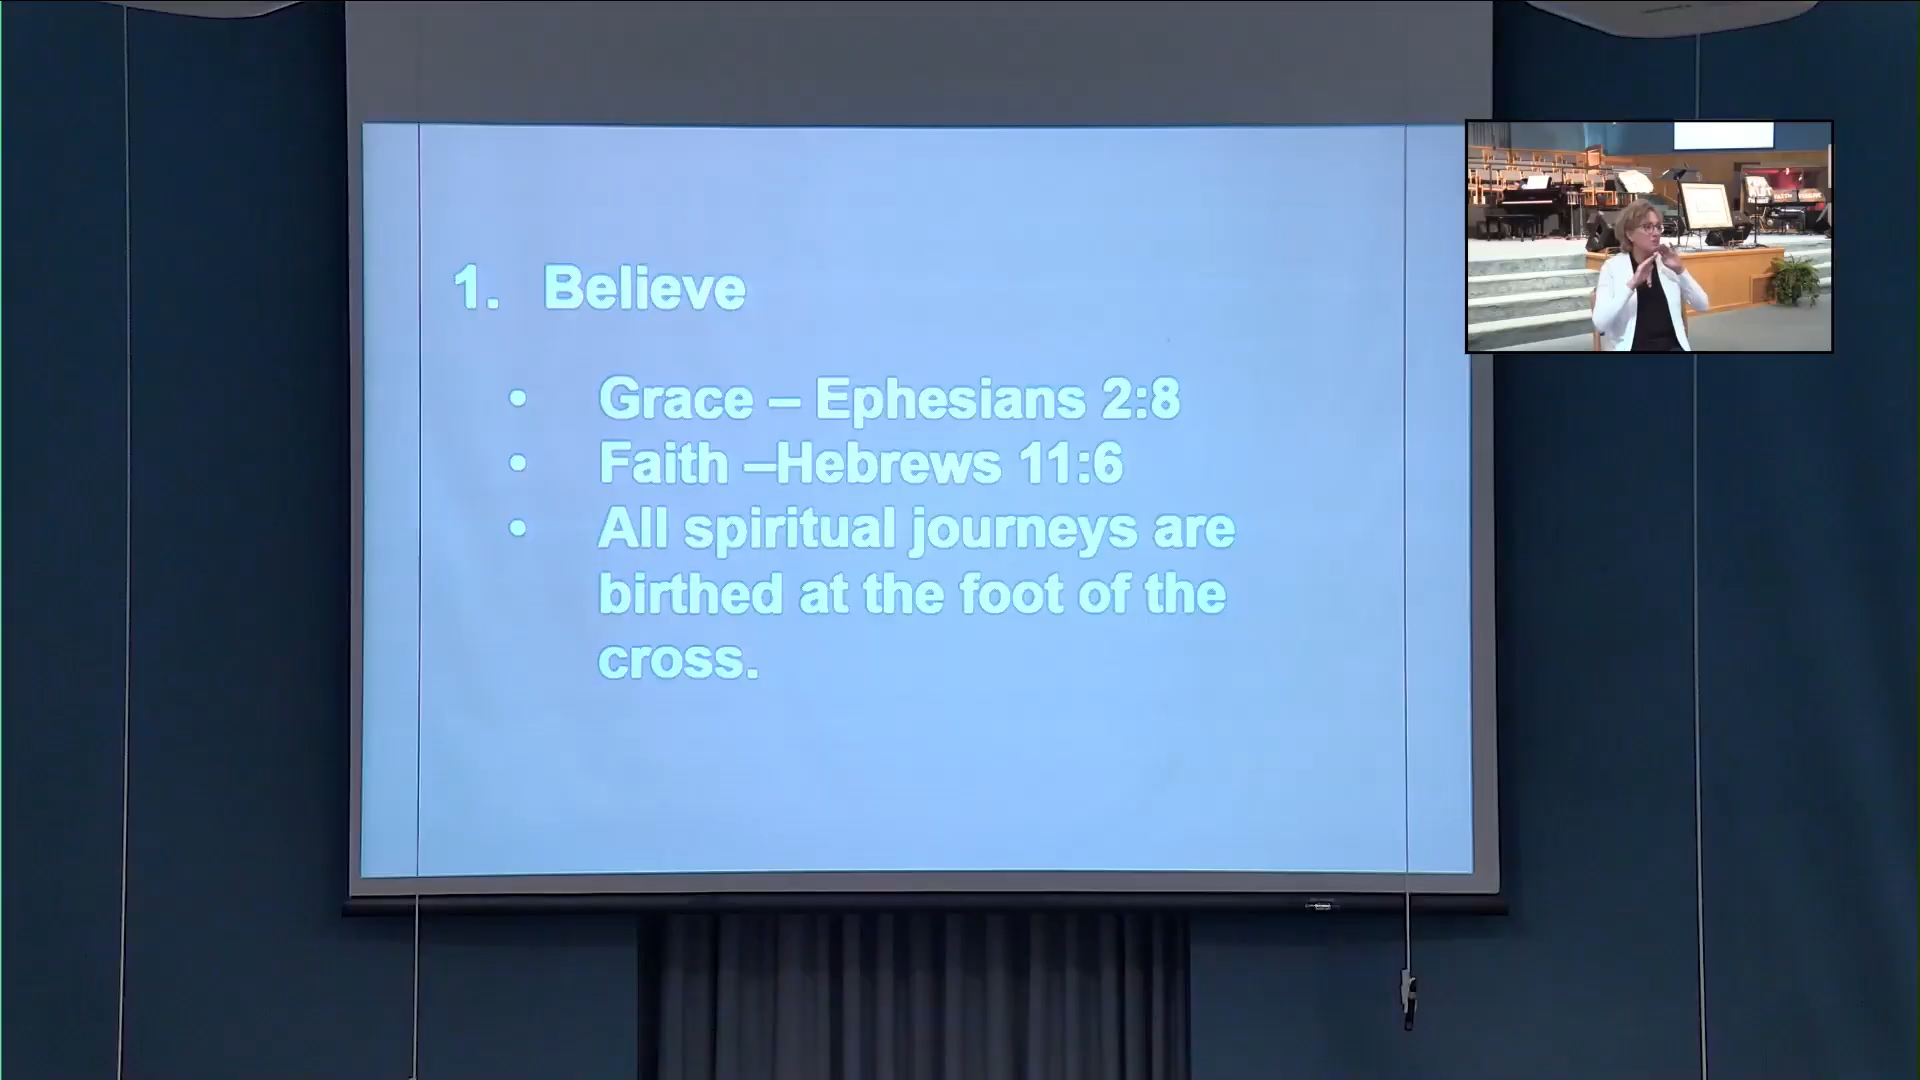 1. Believe
• Grace – Ephesians 2:8
• Faith –Hebrews 11:6
• All spiritual journeys are
birthed at the foot of the
cross.